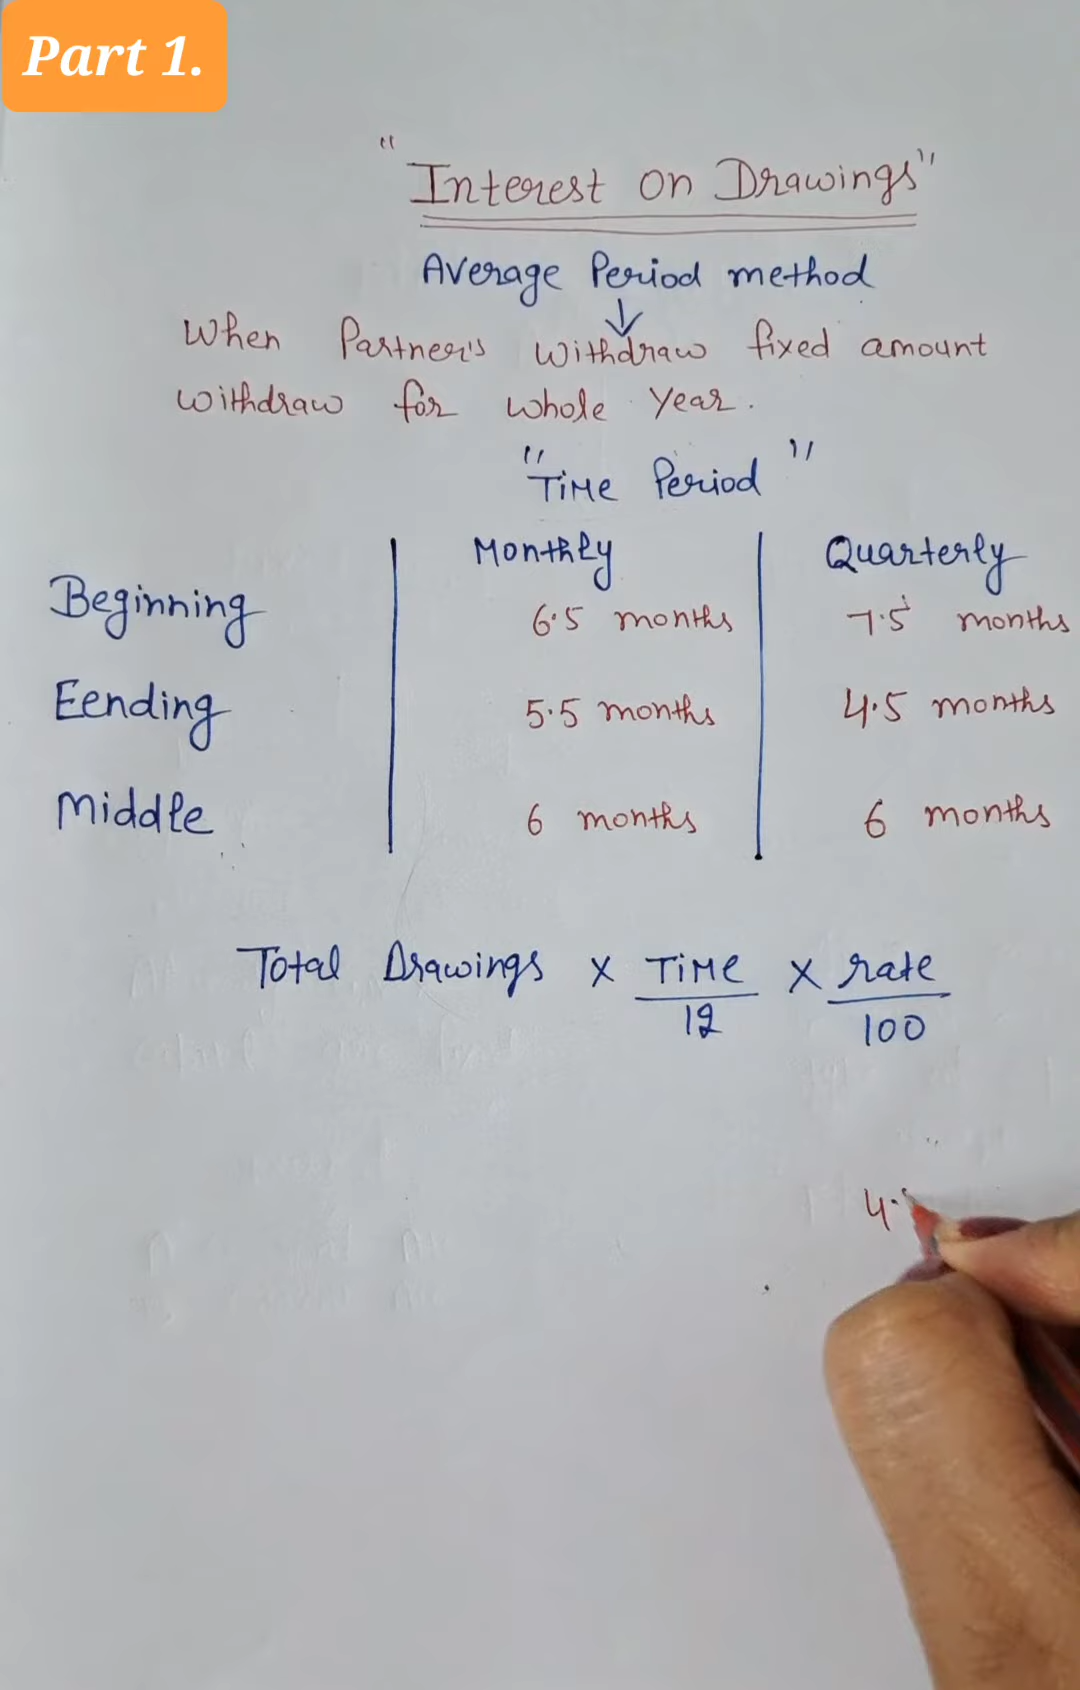 Part 1.
"Interest on Drawings"
Average Period method
When Partner's withdraw fixed amount
withdraw for whole year.
"Time Period"
Monthly Quarterly
Beginning 6.5 months 7.5 months
Eending 5.5 months 4.5 months
Middle 6 months 6 months
Total Drawings x Time/12 x rate/100
4.